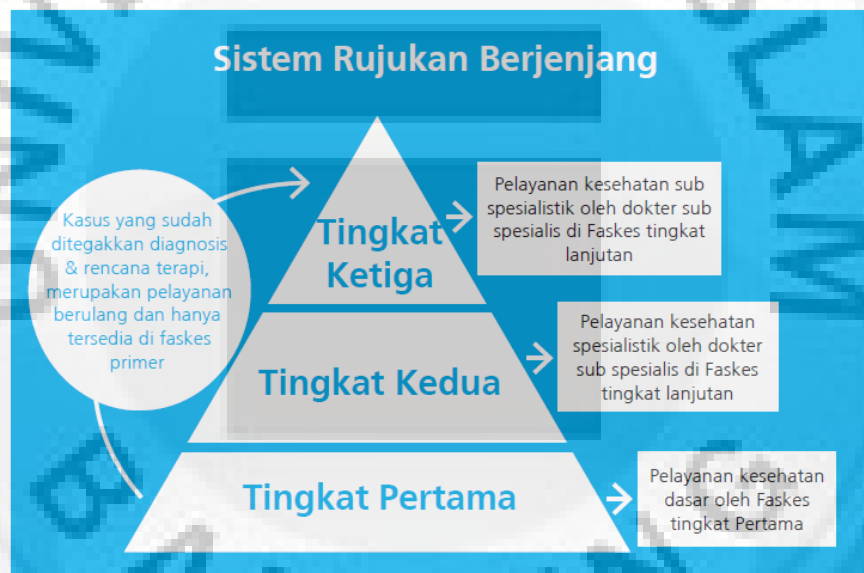 Sistem Rujukan Berjenjang
Kasus yang sudah
ditegakkan diagnosis
& rencana terapi,
merupakan pelayanan
berulang dan hanya
tersedia di faskes
primer
Tingkat
Ketiga
Pelayanan kesehatan sub
spesialistik oleh dokter sub
spesialis di Faskes tingkat
lanjutan
Tingkat Kedua
Pelayanan kesehatan
spesialistik oleh dokter
sub spesialis di Faskes
tingkat lanjutan
Tingkat Pertama
Pelayanan kesehatan
dasar oleh Faskes
tingkat Pertama